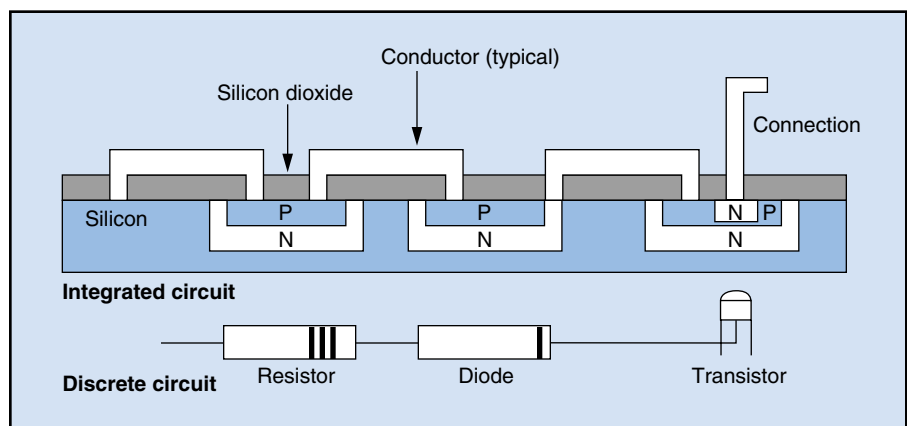 Conductor (typical)
Silicon dioxide
Connection
Silicon
P
P
N
P
N
N
N
Integrated circuit
Resistor
Diode
Transistor
Discrete circuit